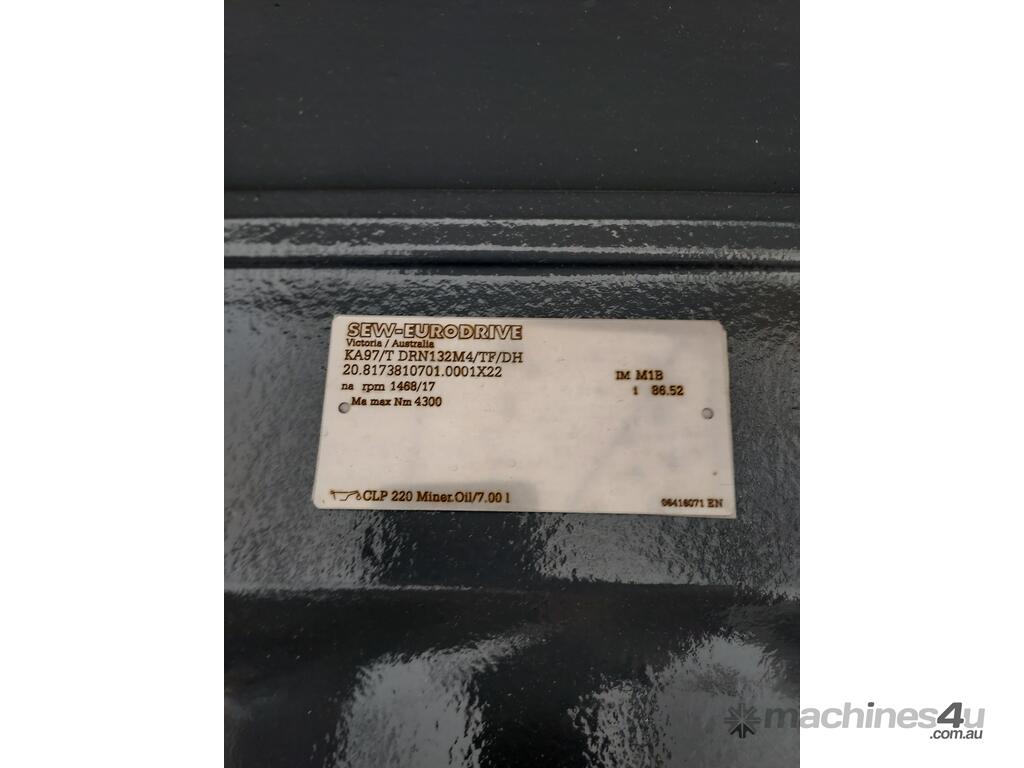 SEW-EURODRIVE
Victoria / Australia
KA97/T DRN132M4/TF/DH
20.8173810701.0001X22
IM M1B
na rpm 1468/17
i 86.52
Ma max Nm 4300
CLP 220 Miner.Oil/7.00 l
06416071 EN
machines4u
.com.au